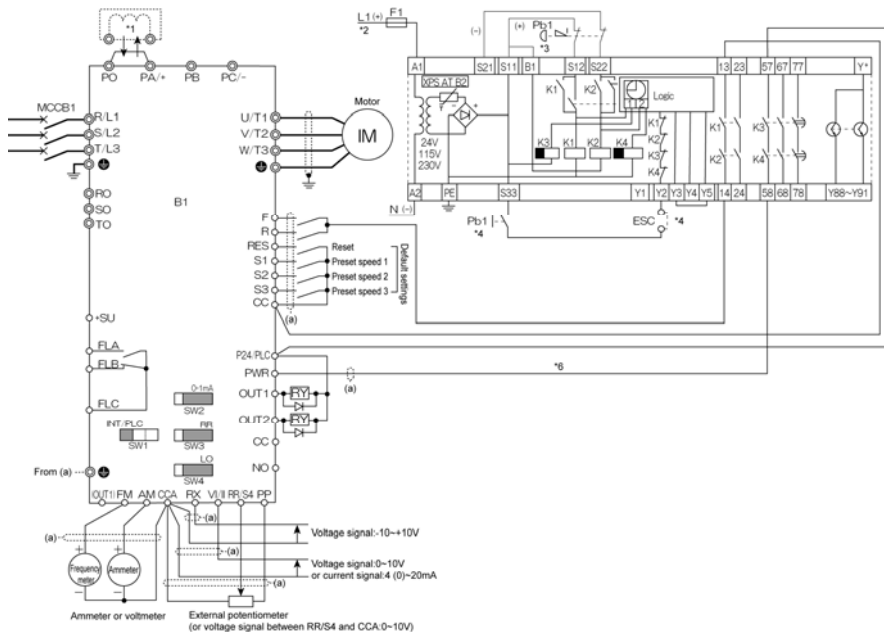 *1
PO PA/+ PB PC/-
MCCB1
R/L1
S/L2
T/L3
RO
SO
TO
B1
U/T1
V/T2
W/T3
Motor
IM
F
R
RES
S1
S2
S3
CC
Reset
Preset speed 1
Preset speed 2
Preset speed 3
Default settings
(a)
+SU
FLA
FLB
FLC
P24/PLC
PWR
(a)
*6
OUT1
RY
OUT2
RY
CC
NO
0-1mA
SW2
INT/PLC
SW1
RR
SW3
LO
SW4
From (a)
OUT1 FM AM CCA RX VI/II RR/S4 PP
(a)
(a)
(a)
(a)
+ +
Frequency meter
Ammeter
− −
Voltage signal:-10~+10V
Voltage signal:0~10V
or current signal:4 (0)~20mA
Ammeter or voltmeter
External potentiometer
(or voltage signal between RR/S4 and CCA:0~10V)
L1 (+) F1
*2
(−)
(+) Pb1
*3
A1 S21 S11 B1 S12 S22 13 23 57 67 77 Y*
XPS AT B2
24V
115V
230V
+
K1 K2
Logic
1 2
K3 K1 K2 K4
K1
K2
K3
K4
K1
K2
K3
K4
A2 PE S33 Y1 Y2 Y3 Y4 Y5 14 24 58 68 78 Y88~Y91
N (−)
Pb1
*4
ESC
*4